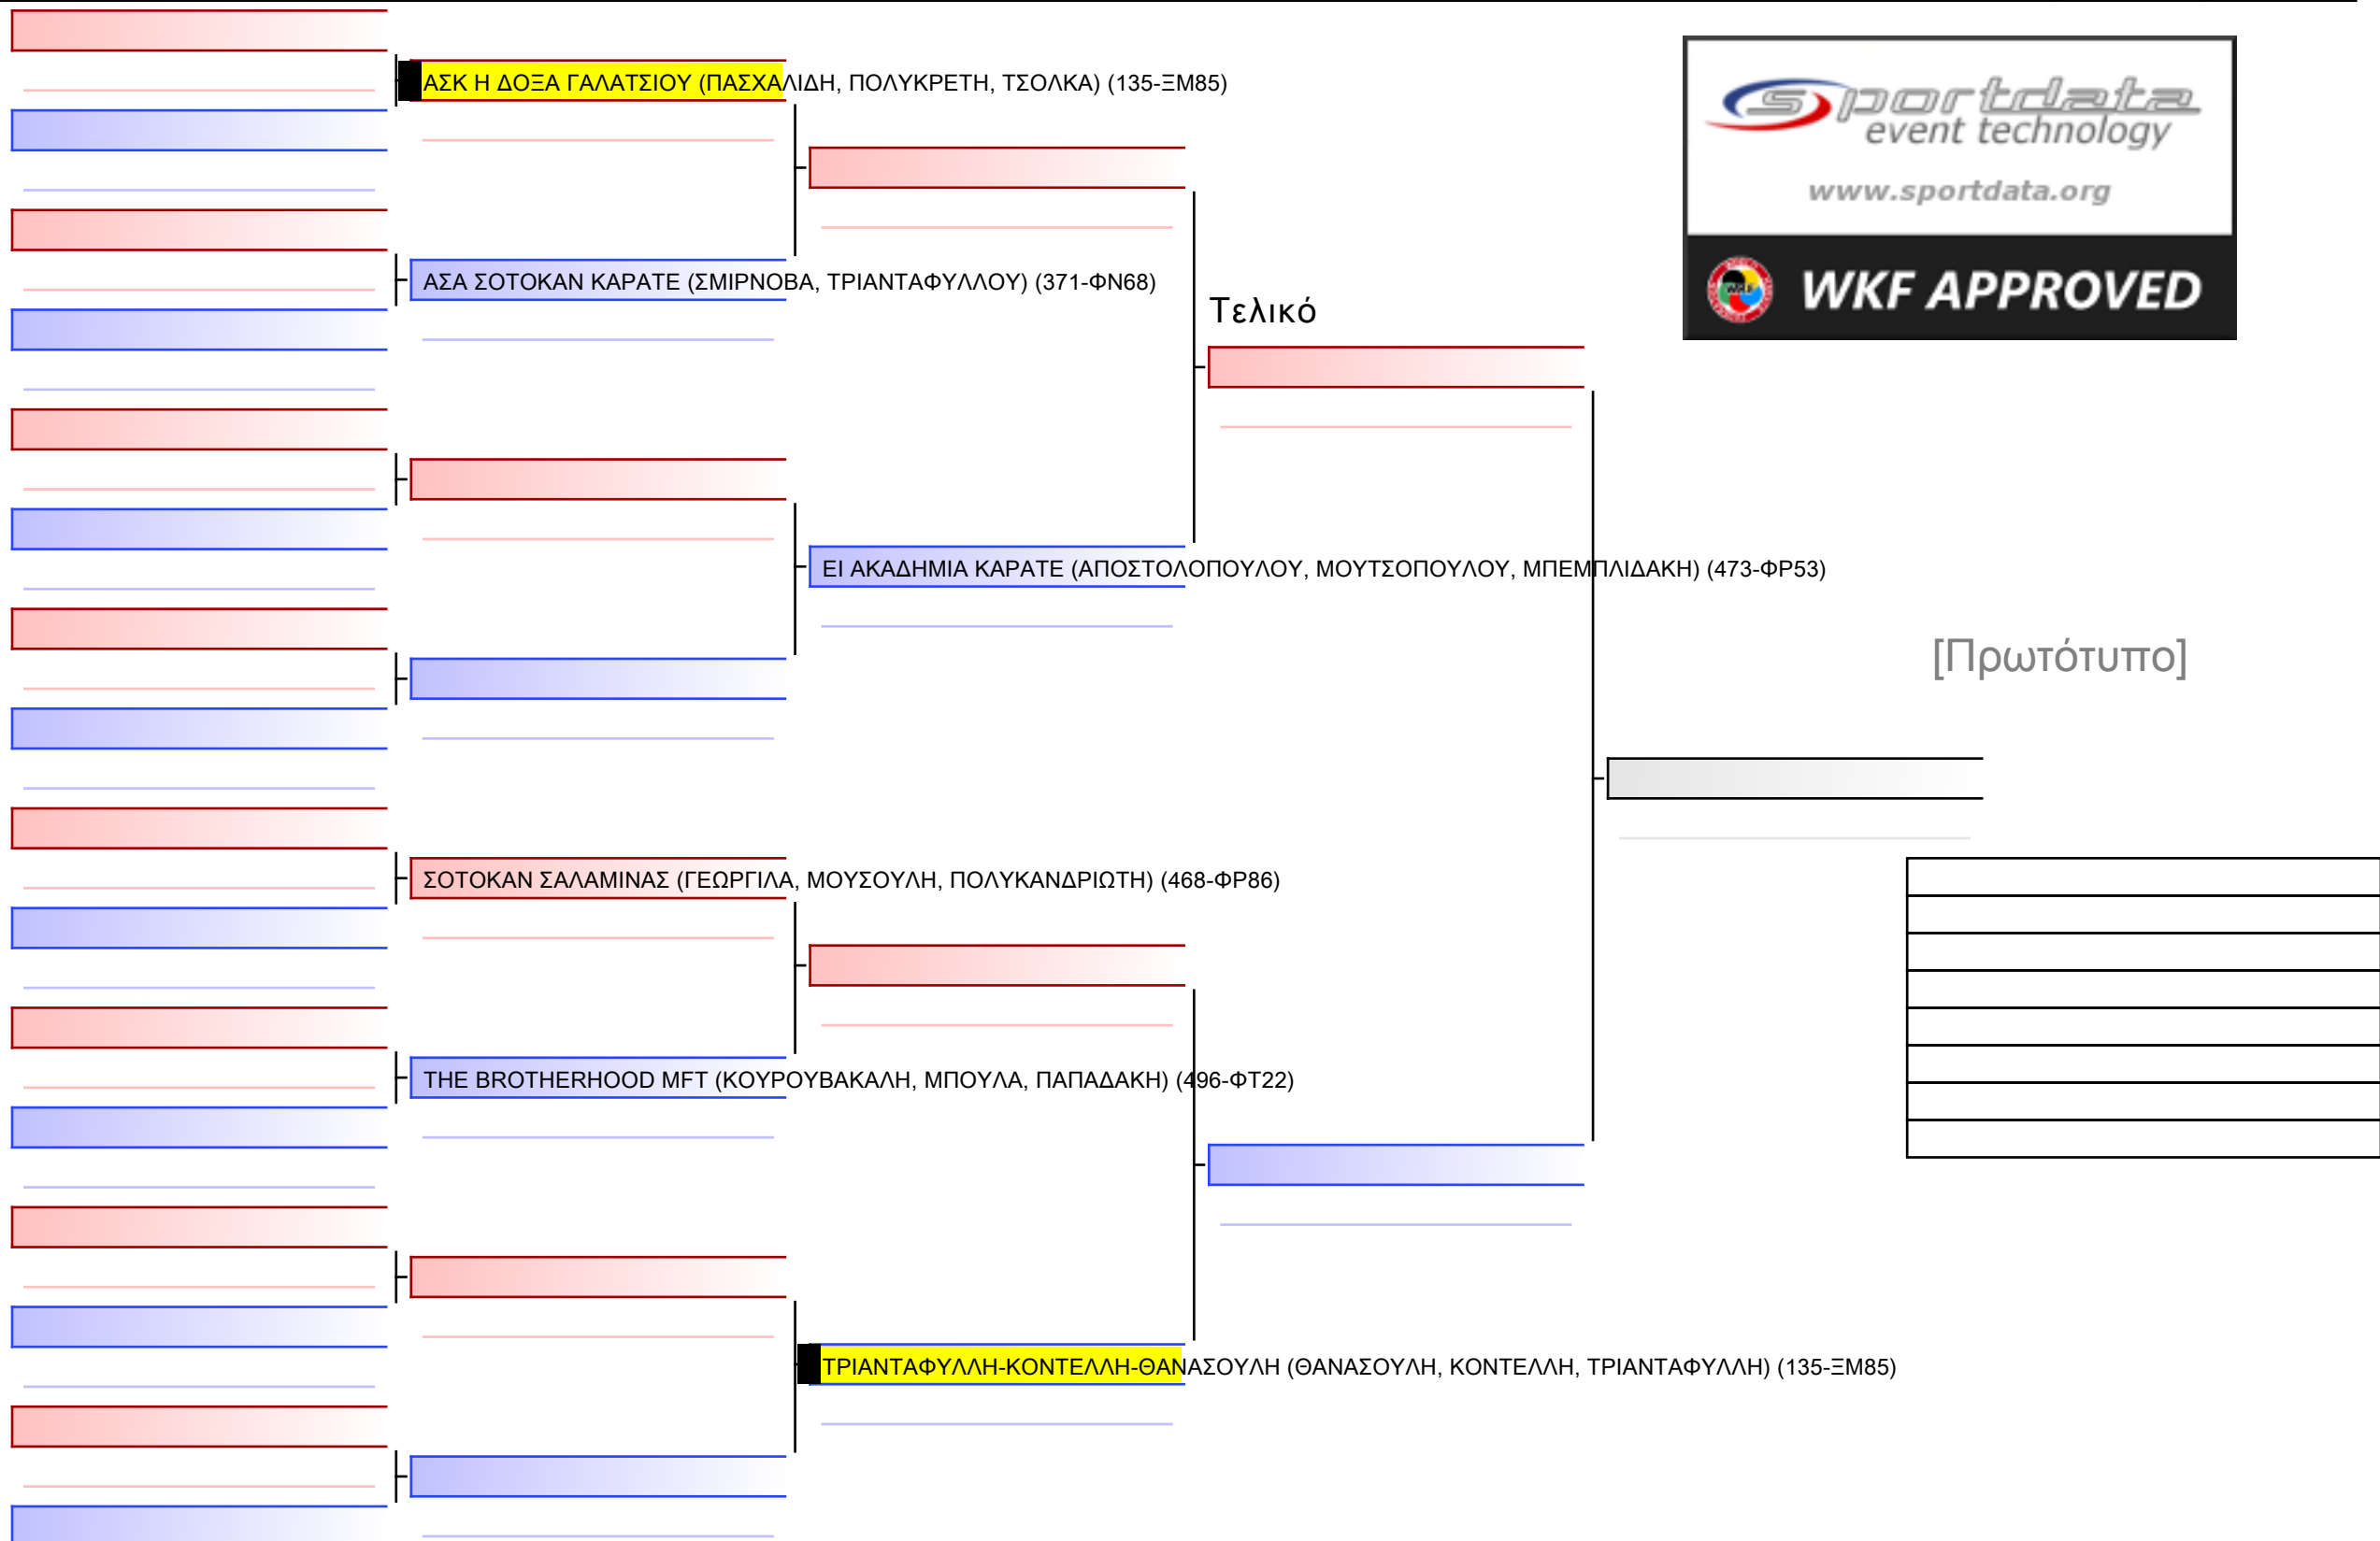 ΑΣΚ Η ΔΟΞΑ ΓΑΛΑΤΣΙΟΥ (ΠΑΣΧΑΛΙΔΗ, ΠΟΛΥΚΡΕΤΗ, ΤΣΟΛΚΑ) (135-ΞΜ85)
sportdata
event technology
www.sportdata.org
WKF APPROVED
ΑΣΑ ΣΟΤΟΚΑΝ ΚΑΡΑΤΕ (ΣΜΙΡΝΟΒΑ, ΤΡΙΑΝΤΑΦΥΛΛΟΥ) (371-ΦΝ68)
Τελικό
ΕΙ ΑΚΑΔΗΜΙΑ ΚΑΡΑΤΕ (ΑΠΟΣΤΟΛΟΠΟΥΛΟΥ, ΜΟΥΤΣΟΠΟΥΛΟΥ, ΜΠΕΜΠΛΙΔΑΚΗ) (473-ΦΡ53)
[Πρωτότυπο]
ΣΟΤΟΚΑΝ ΣΑΛΑΜΙΝΑΣ (ΓΕΩΡΓΙΛΑ, ΜΟΥΣΟΥΛΗ, ΠΟΛΥΚΑΝΔΡΙΩΤΗ) (468-ΦΡ86)
THE BROTHERHOOD MFT (ΚΟΥΡΟΥΒΑΚΑΛΗ, ΜΠΟΥΛΑ, ΠΑΠΑΔΑΚΗ) (496-ΦΤ22)
ΤΡΙΑΝΤΑΦΥΛΛΗ-ΚΟΝΤΕΛΛΗ-ΘΑΝΑΣΟΥΛΗ (ΘΑΝΑΣΟΥΛΗ, ΚΟΝΤΕΛΛΗ, ΤΡΙΑΝΤΑΦΥΛΛΗ) (135-ΞΜ85)